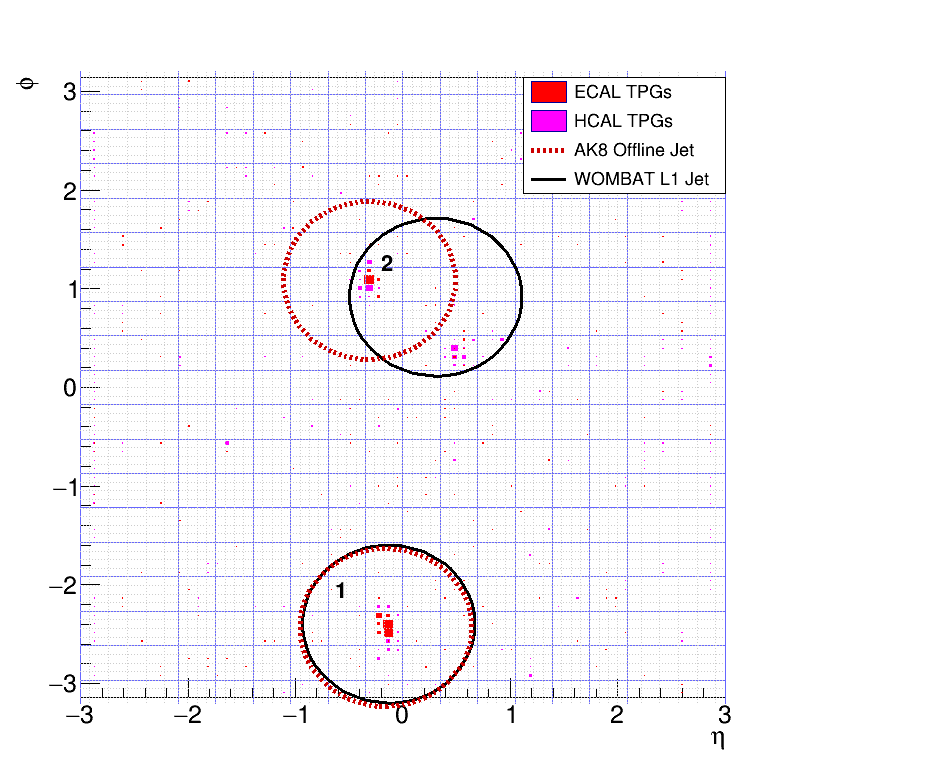 φ
3
2
1
0
−1
−2
−3
ECAL TPGs
HCAL TPGs
AK8 Offline Jet
WOMBAT L1 Jet
2
1
−3 −2 −1 0 1 2 3
η